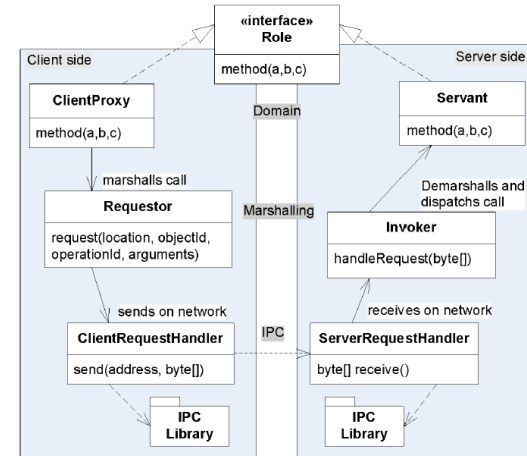 «interface»
Role
method(a,b,c)
Client side
Server side
ClientProxy
method(a,b,c)
Domain
Servant
method(a,b,c)
marshalls call
Demarshalls and
dispatchs call
Requestor
request(location, objectId,
operationId, arguments)
Marshalling
Invoker
handleRequest(byte[])
sends on network
receives on network
ClientRequestHandler
send(address, byte[])
IPC
ServerRequestHandler
byte[] receive()
IPC
Library
IPC
Library